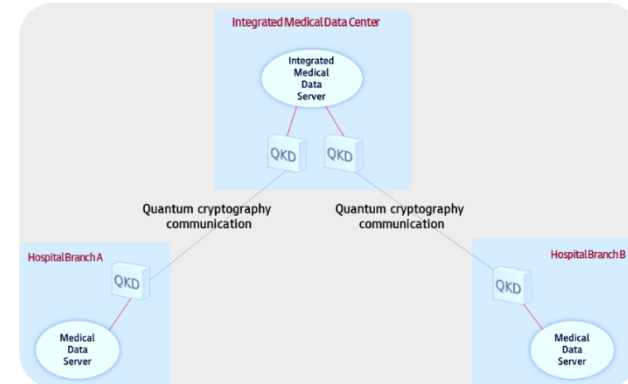 Integrated Medical Data Center
Integrated
Medical
Data
Server
QKD
QKD
Quantum cryptography
communication
Quantum cryptography
communication
Hospital Branch A
QKD
Medical
Data
Server
Hospital Branch B
QKD
Medical
Data
Server